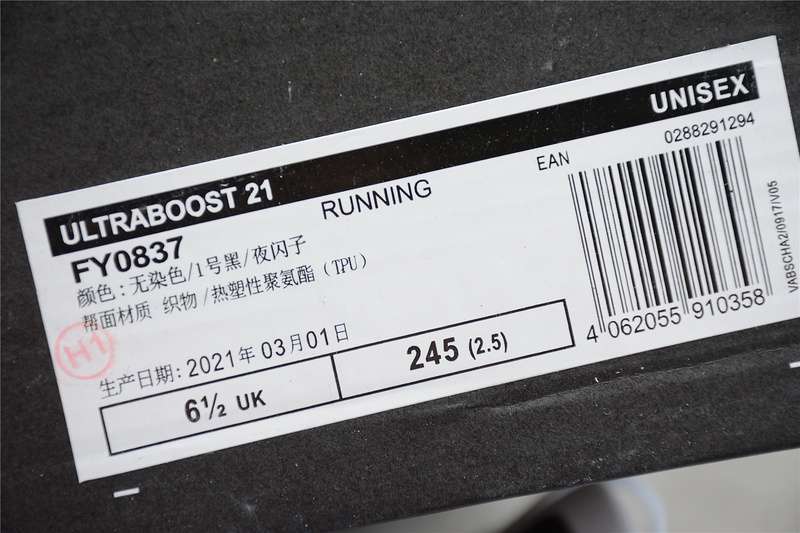 UNISEX
ULTRABOOST 21
RUNNING
EAN
0288291294
FY0837
颜色：无染色/1号黑/夜闪子
帮面材质 织物/热塑性聚氨酯（TPU）
H1
生产日期: 2021年 03月01日
4 062055 910358
VABSCHA2/0917/V05
6½ UK
245 (2.5)